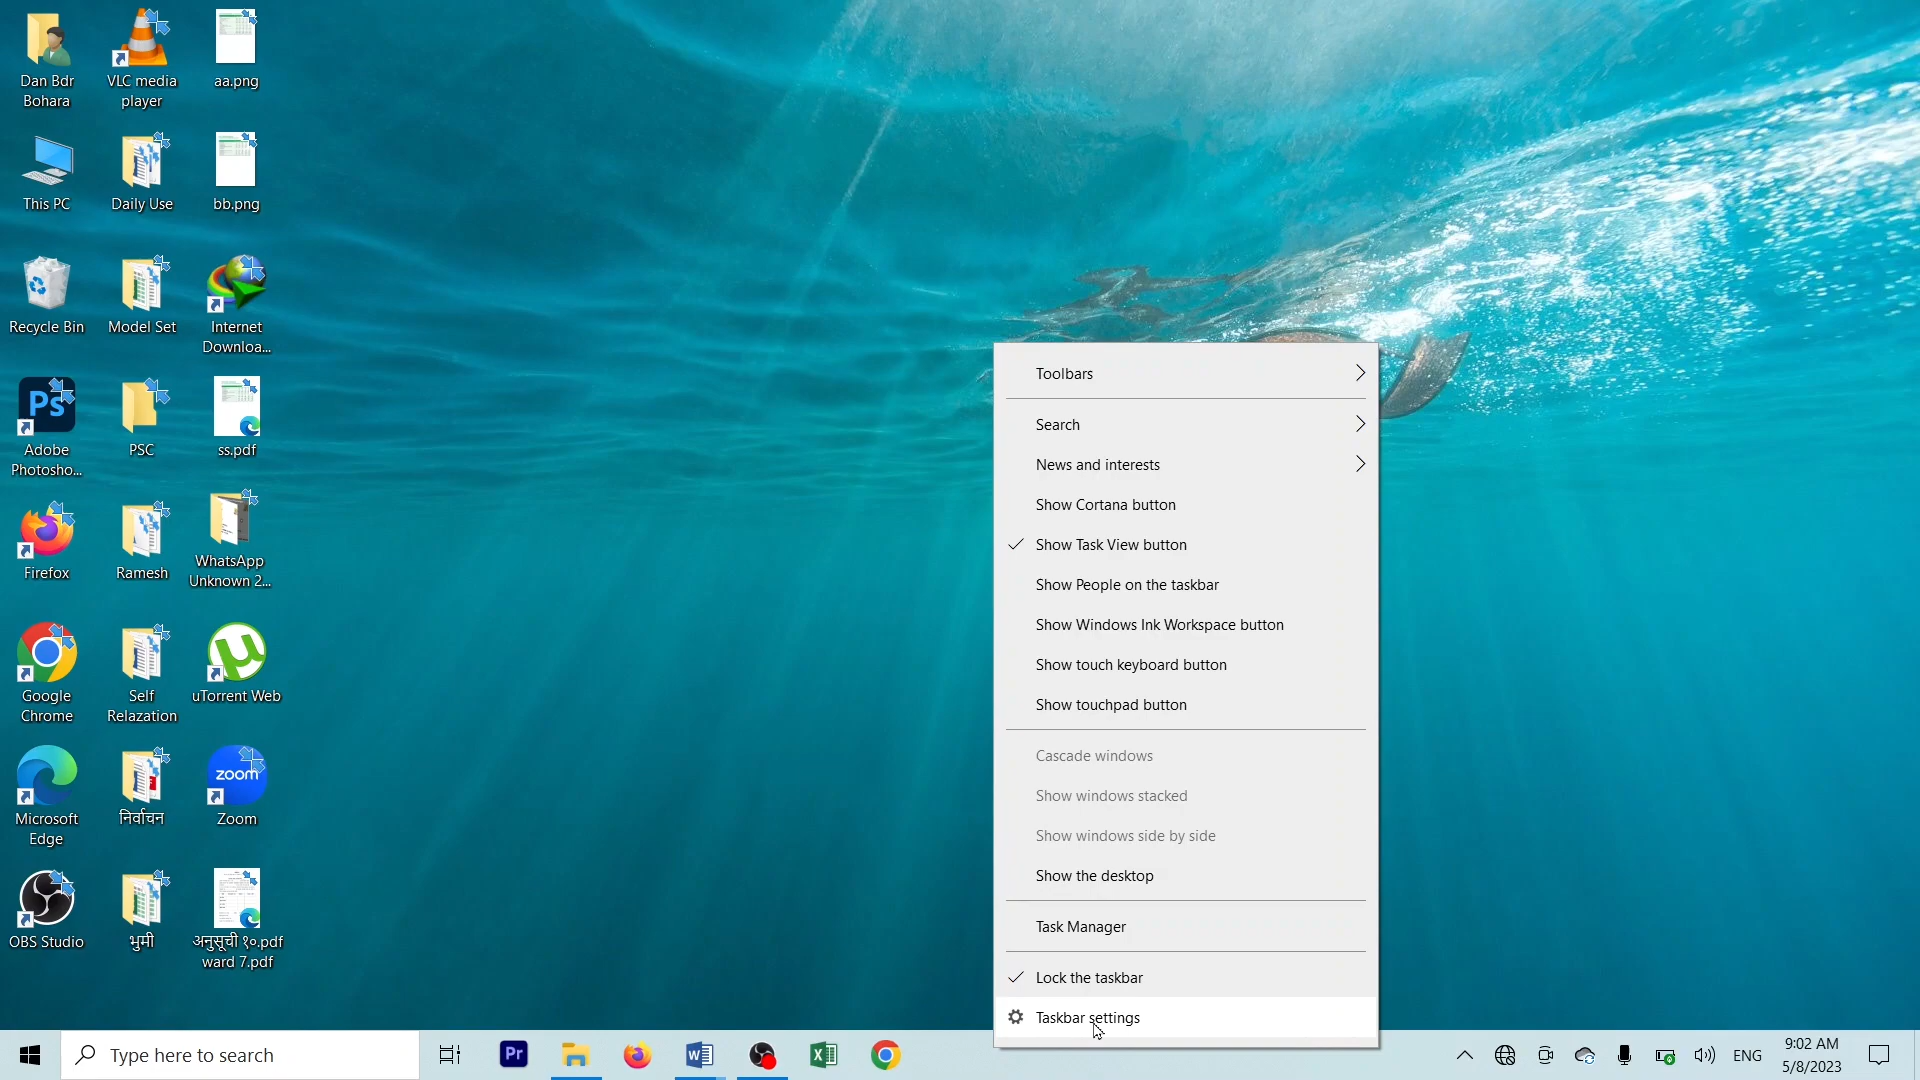 Dan Bdr
Bohara
VLC media
player
aa.png
This PC
Daily Use
bb.png
Recycle Bin
Model Set
Internet
Downloa...
Ps
Adobe
Photosho...
PSC
ss.pdf
Firefox
Ramesh
WhatsApp
Unknown 2...
Google
Chrome
Self
Relazation
uTorrent Web
Microsoft
Edge
निर्वाचन
zoom
Zoom
OBS Studio
भुमी
अनुसूची १०.pdf
ward 7.pdf
Toolbars
Search
News and interests
Show Cortana button
Show Task View button
Show People on the taskbar
Show Windows Ink Workspace button
Show touch keyboard button
Show touchpad button
Cascade windows
Show windows stacked
Show windows side by side
Show the desktop
Task Manager
Lock the taskbar
Taskbar settings
Type here to search
Pr
ENG
9:02 AM
5/8/2023